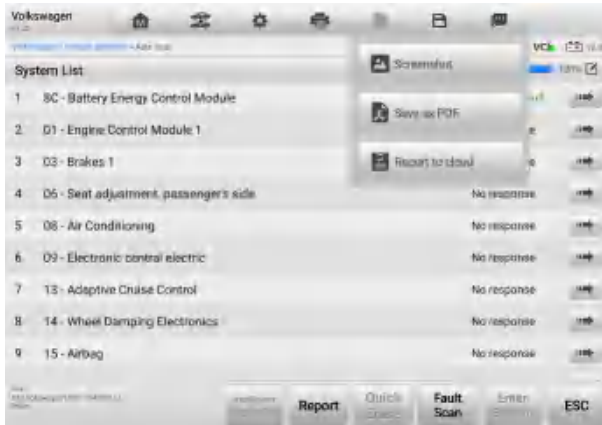 Volkswagen
VCI
Screenshot
System List
1 8C - Battery Energy Control Module
Save as PDF
2 01 - Engine Control Module 1
3 03 - Brakes 1
Report to cloud
4 06 - Seat adjustment, passenger's side No response
5 08 - Air Conditioning No response
6 09 - Electronic central electric No response
7 13 - Adaptive Cruise Control No response
8 14 - Wheel Damping Electronics No response
9 15 - Airbag No response
Report Quick Fault Scan Enter ESC